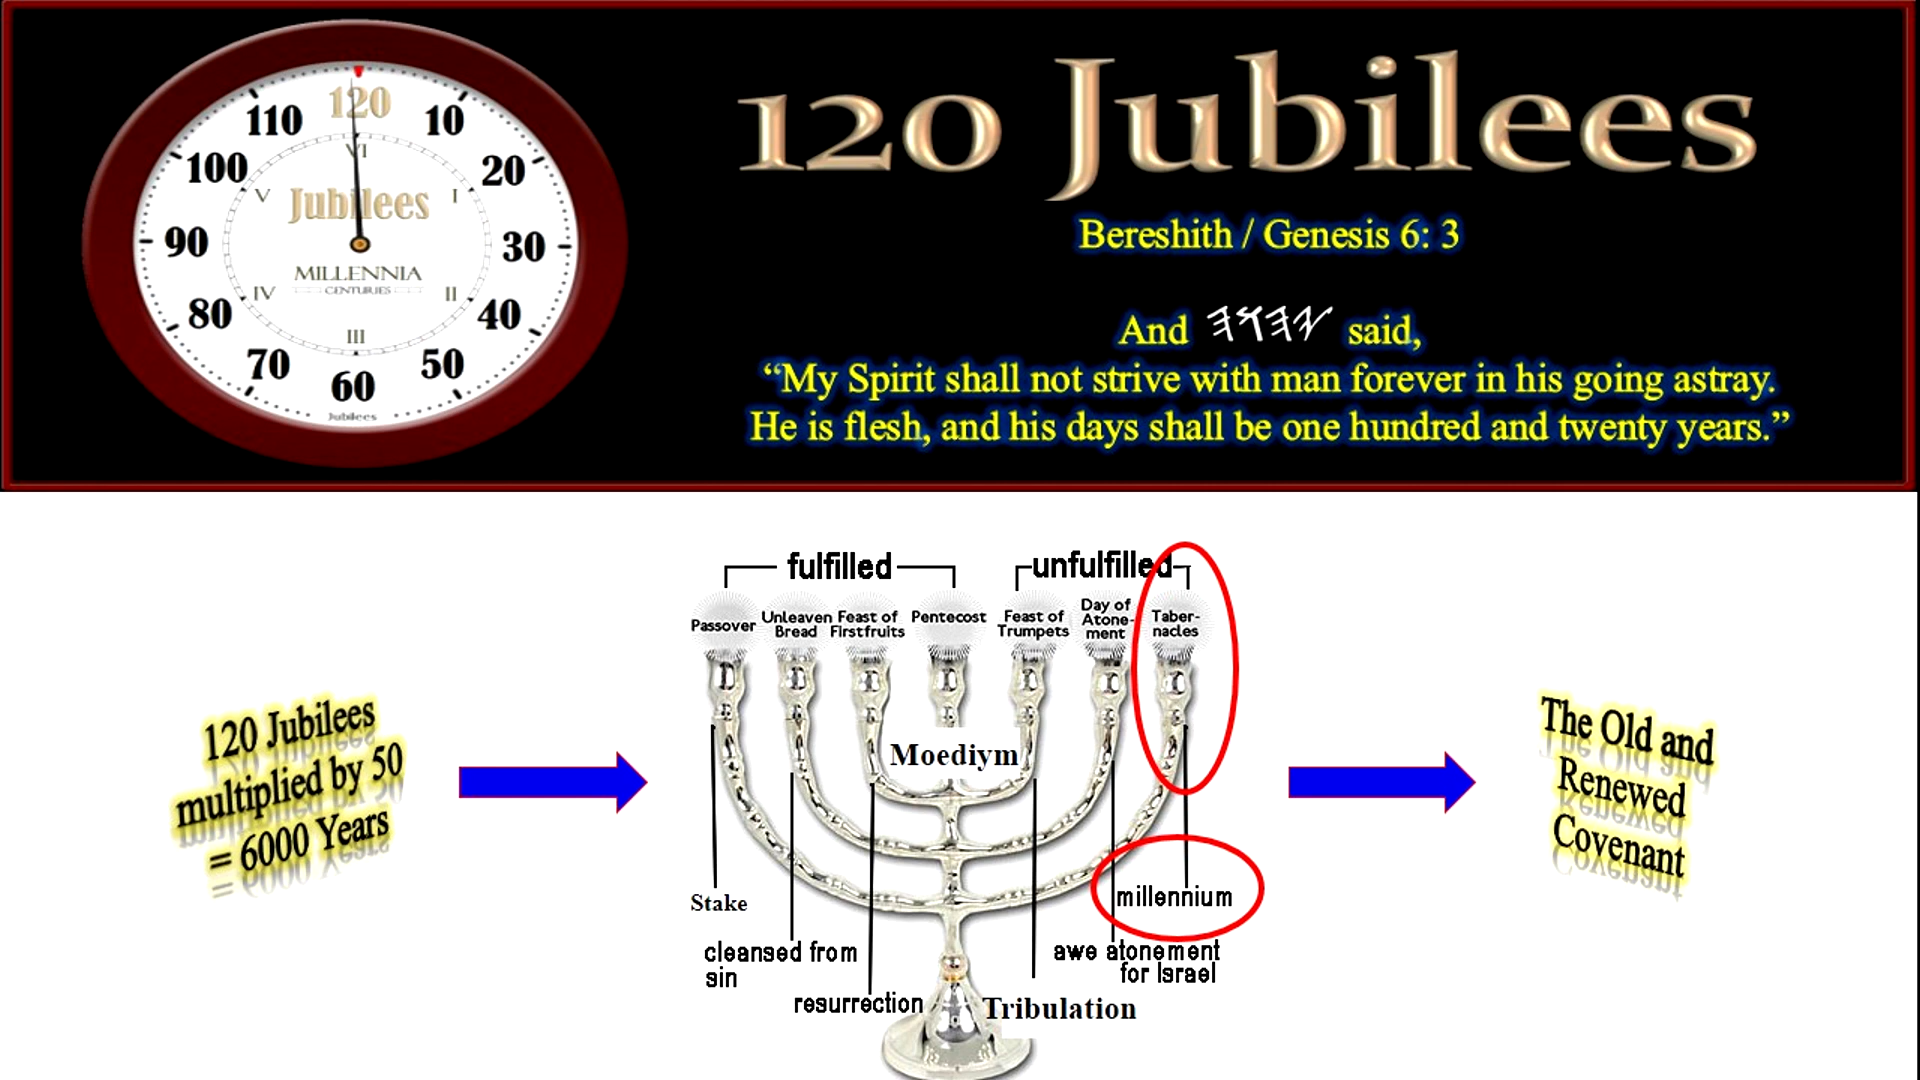 120 Jubilees
Bereshith / Genesis 6: 3
And 𐤉𐤄𐤅𐤄 said,
“My Spirit shall not strive with man forever in his going astray.
He is flesh, and his days shall be one hundred and twenty years.”
120
10
20
30
40
50
60
70
80
90
100
110
VI
I
II
III
IV
V
Jubilees
MILLENNIA
CENTURIES
Jubilees
120 Jubilees
multiplied by 50
= 6000 Years
fulfilled
unfulfilled
Passover
Unleaven
Bread
Feast of
Firstfruits
Pentecost
Feast of
Trumpets
Day of
Atone-
ment
Taber-
nacles
Moediym
Stake
cleansed from
sin
resurrection
Tribulation
awe atonement
for Israel
millennium
The Old and
Renewed
Covenant